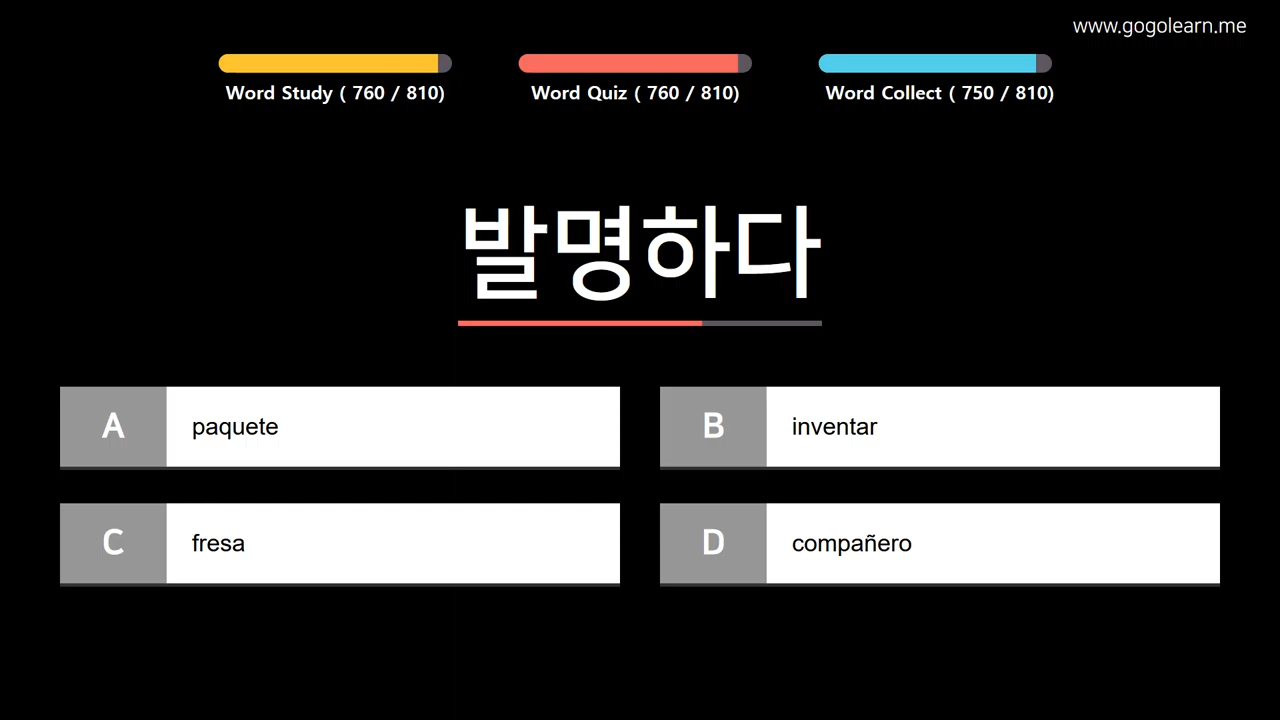 www.gogolearn.me
Word Study ( 760 / 810)
Word Quiz ( 760 / 810)
Word Collect ( 750 / 810)
발명하다
A paquete
B inventar
C fresa
D compañero